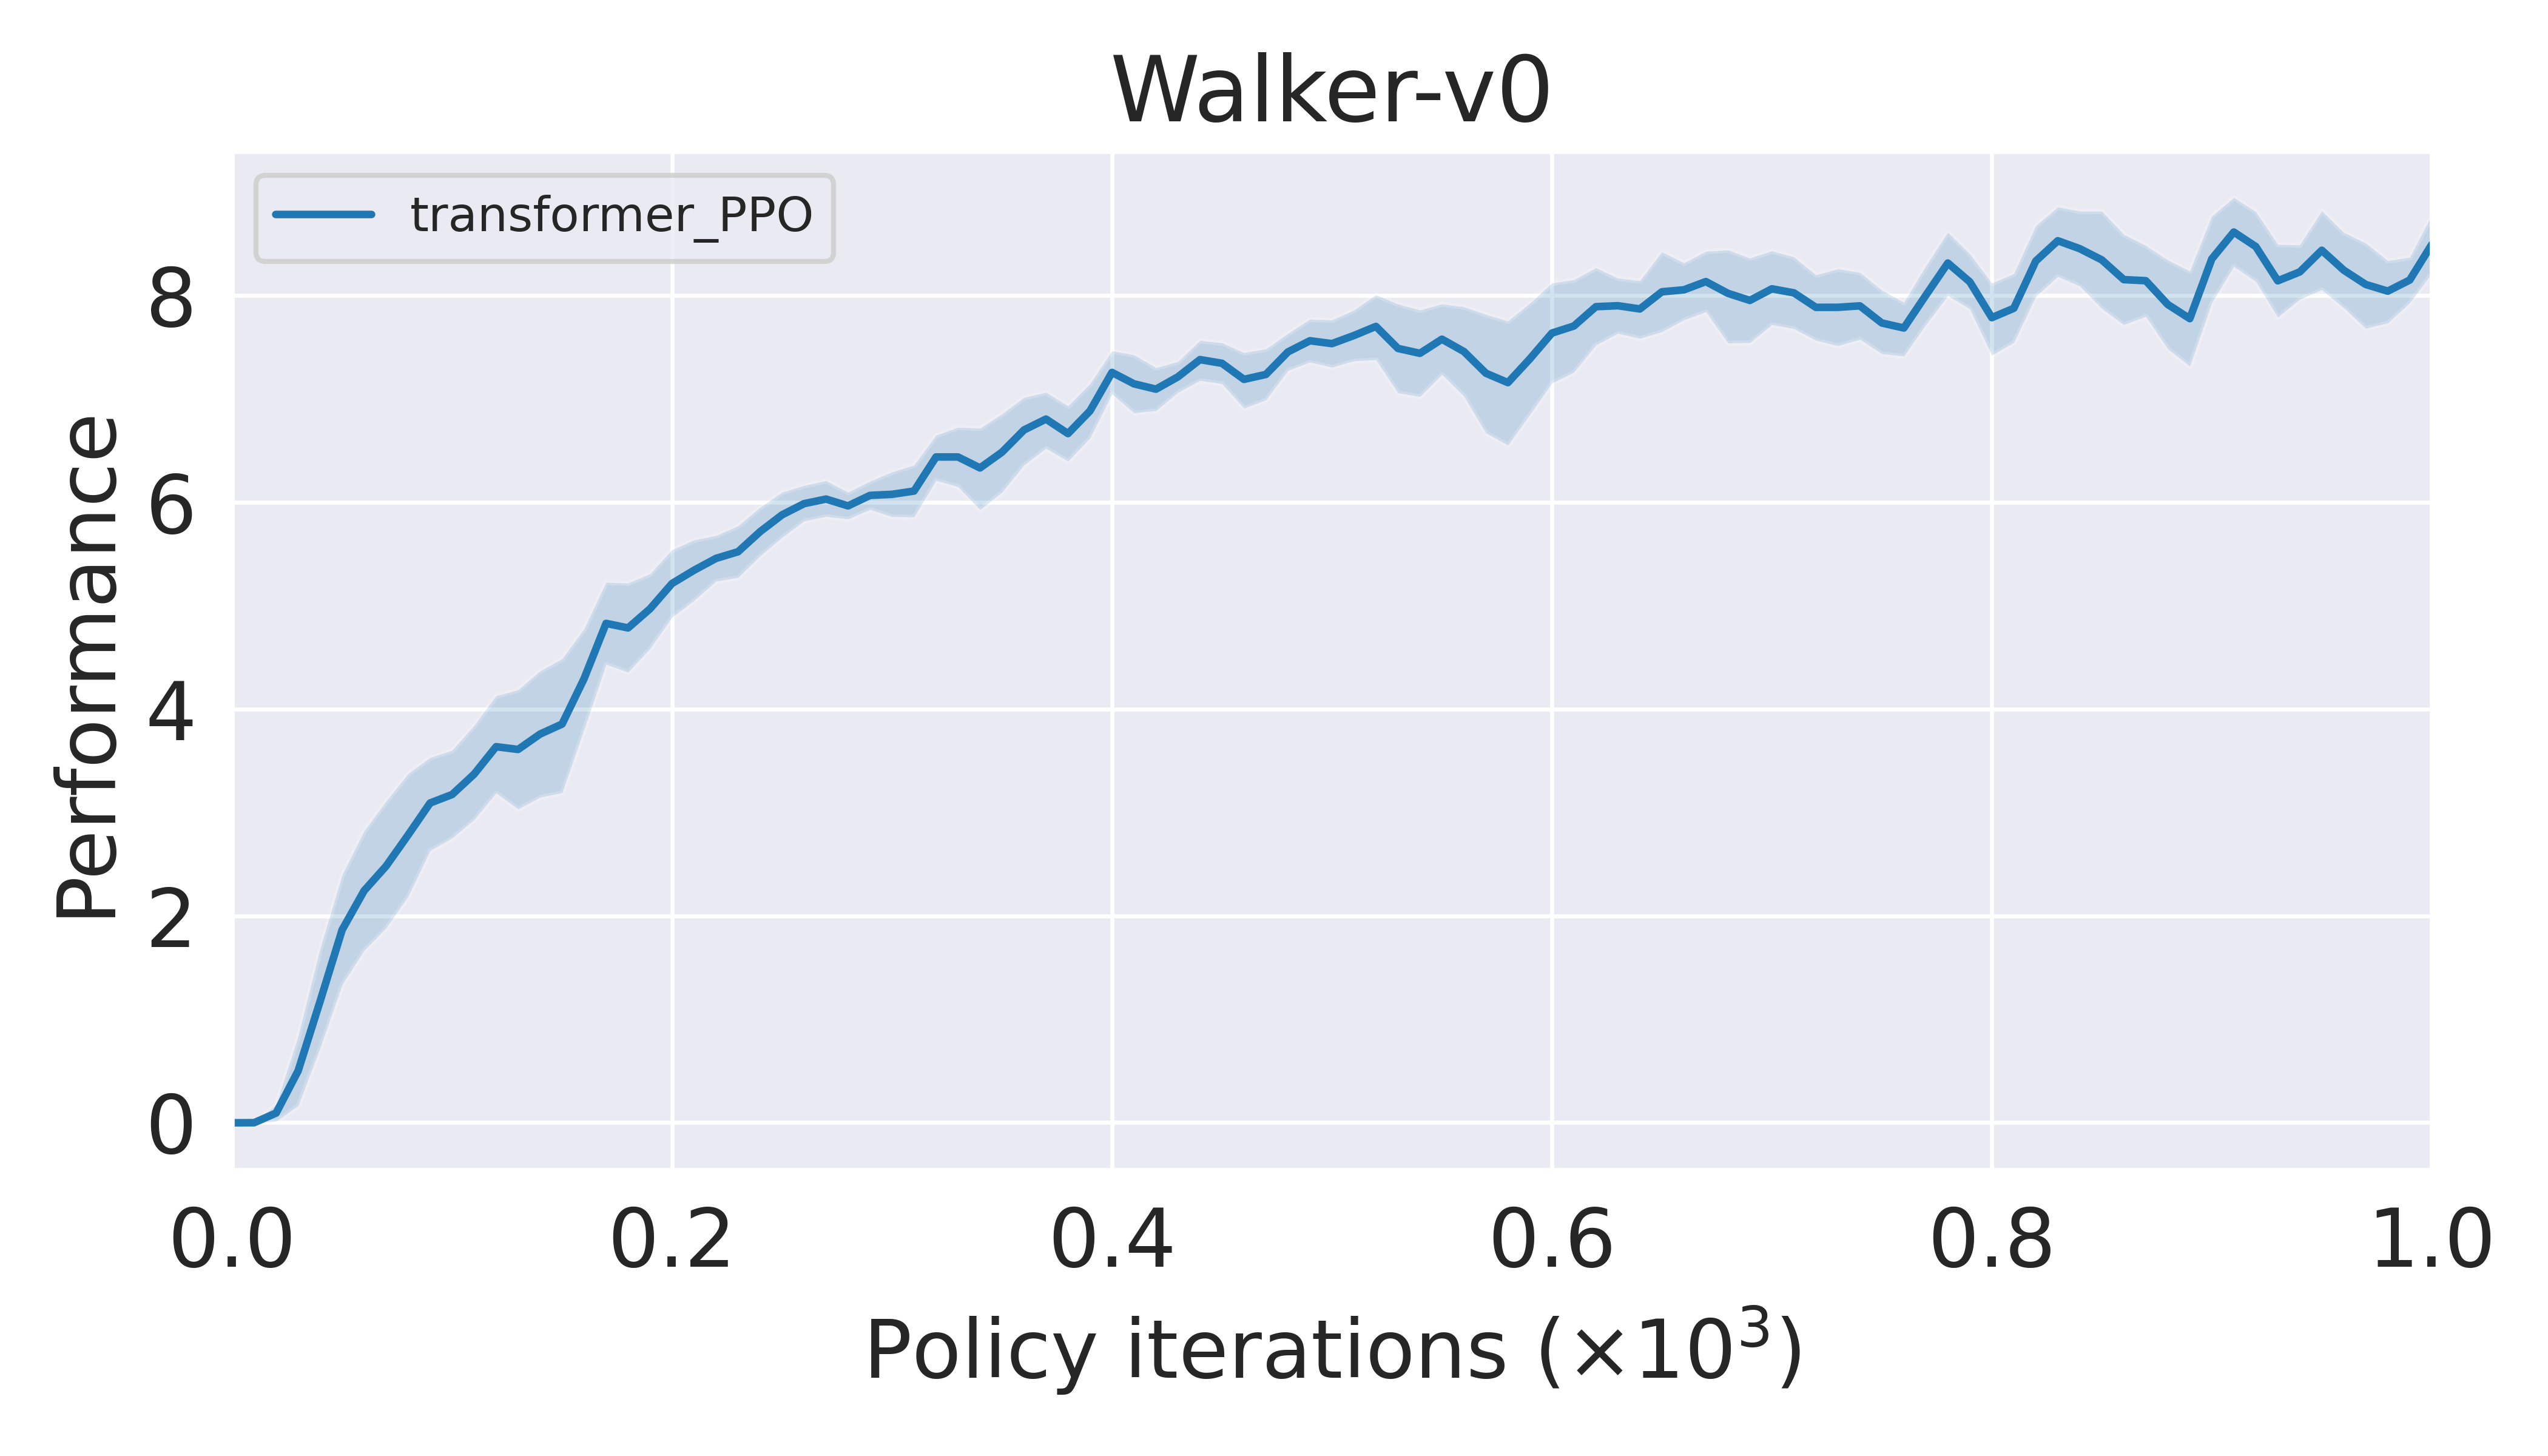 Walker-v0
transformer_PPO
Performance
8
6
4
2
0
0.0 0.2 0.4 0.6 0.8 1.0
Policy iterations (×10³)